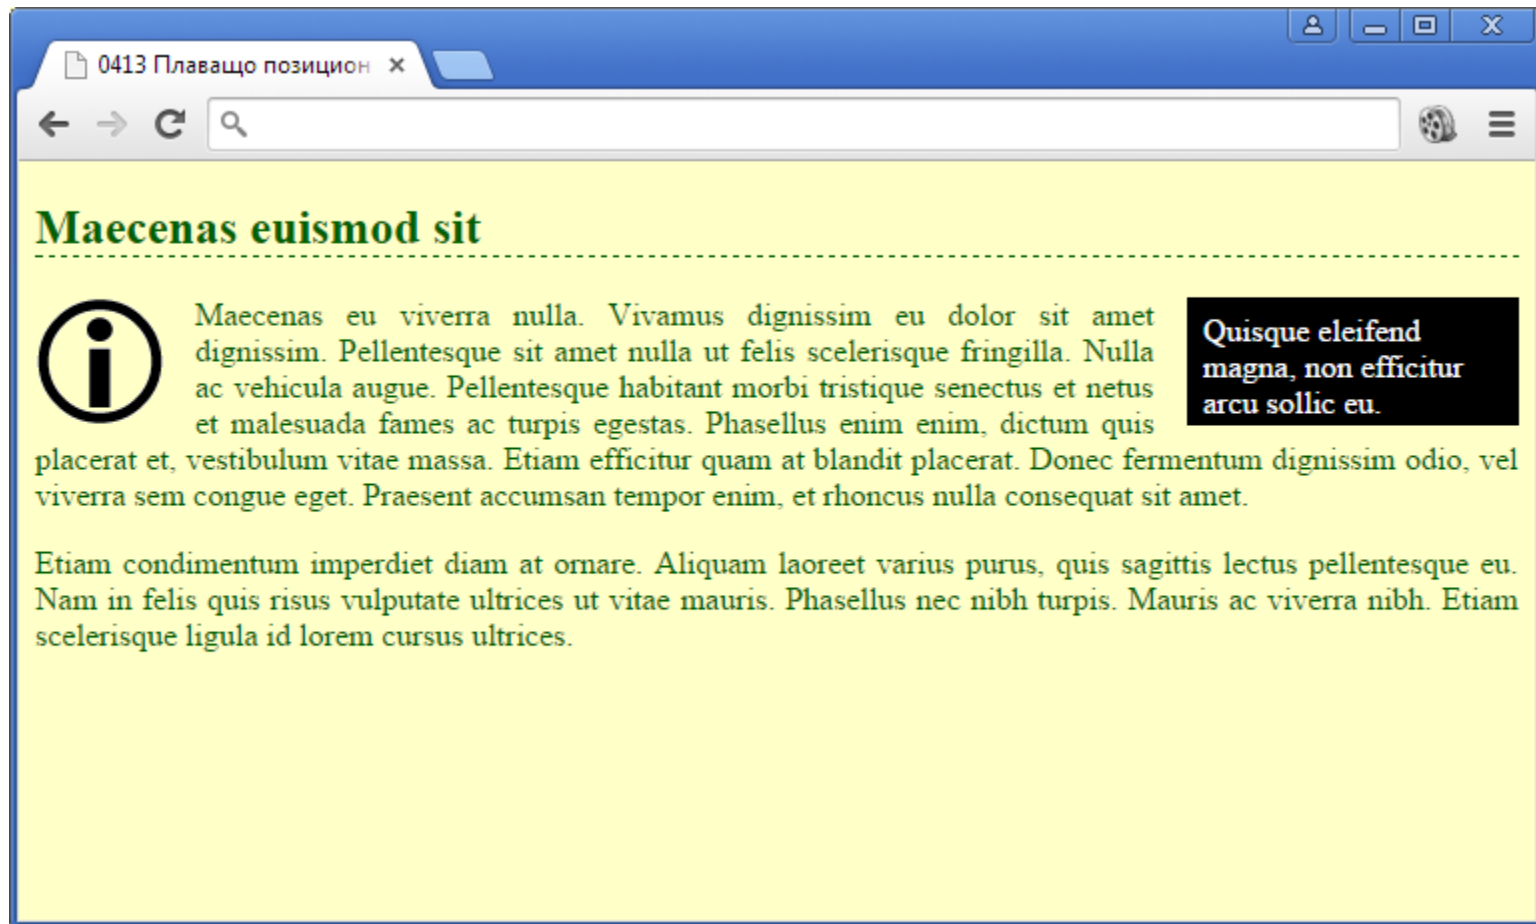 0413 Плаващо позицион
Maecenas euismod sit
Maecenas eu viverra nulla. Vivamus dignissim eu dolor sit amet
dignissim. Pellentesque sit amet nulla ut felis scelerisque fringilla. Nulla
ac vehicula augue. Pellentesque habitant morbi tristique senectus et netus
et malesuada fames ac turpis egestas. Phasellus enim enim, dictum quis
placerat et, vestibulum vitae massa. Etiam efficitur quam at blandit placerat. Donec fermentum dignissim odio, vel
viverra sem congue eget. Praesent accumsan tempor enim, et rhoncus nulla consequat sit amet.
Quisque eleifend
magna, non efficitur
arcu sollic eu.
Etiam condimentum imperdiet diam at ornare. Aliquam laoreet varius purus, quis sagittis lectus pellentesque eu.
Nam in felis quis risus vulputate ultrices ut vitae mauris. Phasellus nec nibh turpis. Mauris ac viverra nibh. Etiam
scelerisque ligula id lorem cursus ultrices.